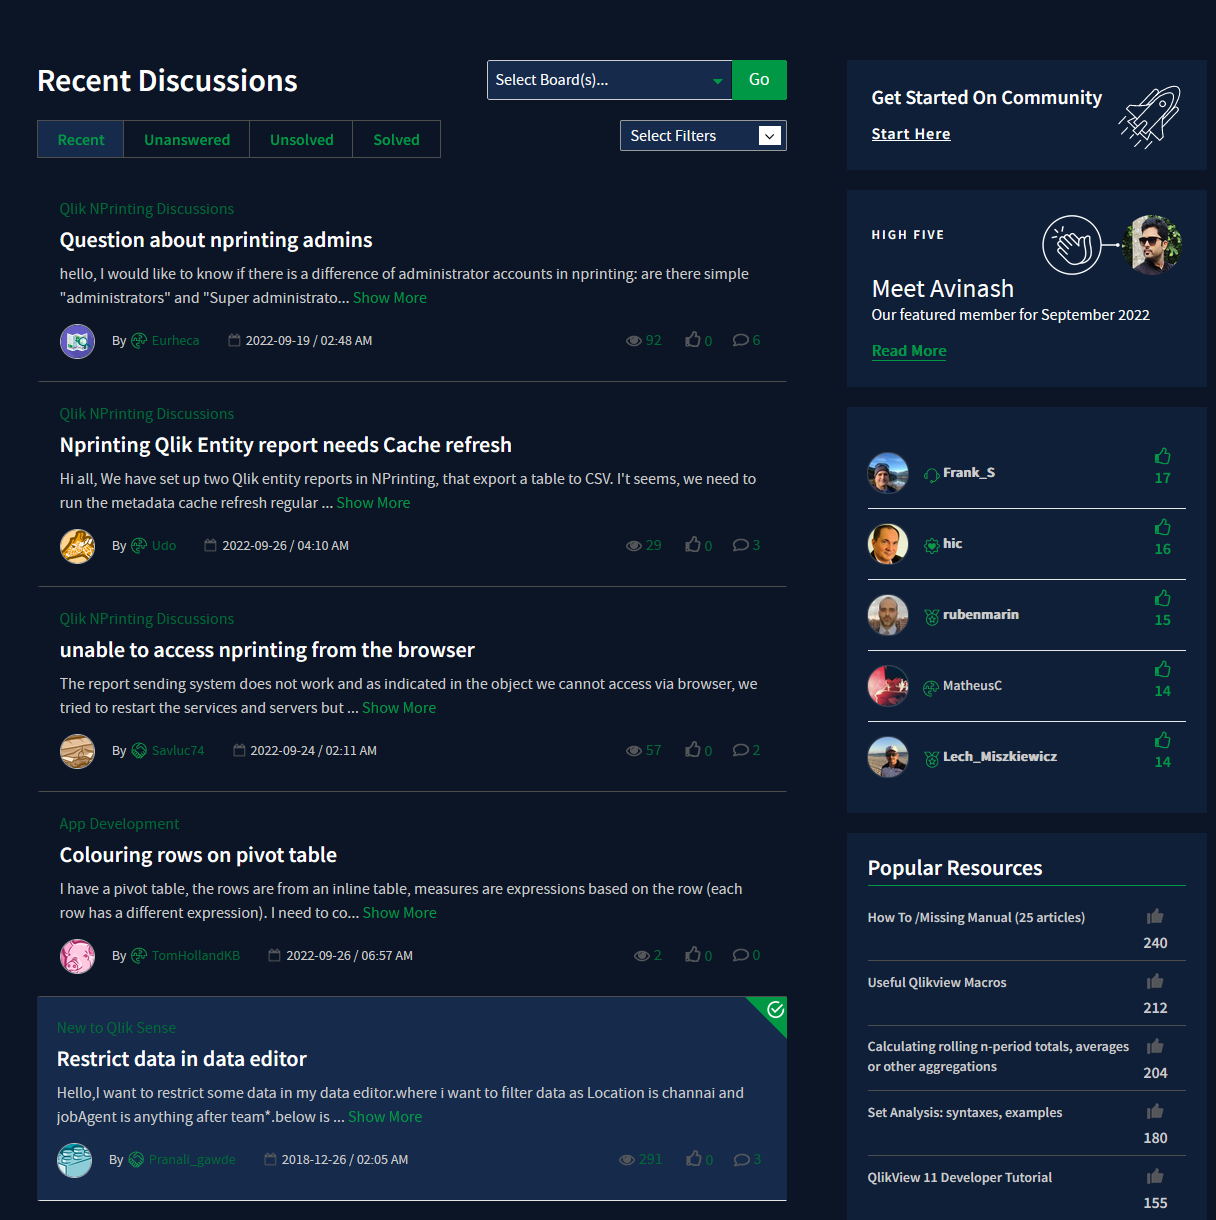 Recent Discussions
Select Board(s)...
Go
Recent
Unanswered
Unsolved
Solved
Select Filters
Qlik NPrinting Discussions
Question about nprinting admins
hello, I would like to know if there is a difference of administrator accounts in nprinting: are there simple
"administrators" and "Super administrato... Show More
By Eurheca 2022-09-19 / 02:48 AM 92 0 6
Qlik NPrinting Discussions
Nprinting Qlik Entity report needs Cache refresh
Hi all, We have set up two Qlik entity reports in NPrinting, that export a table to CSV. I't seems, we need to
run the metadata cache refresh regular ... Show More
By Udo 2022-09-26 / 04:10 AM 29 0 3
Qlik NPrinting Discussions
unable to access nprinting from the browser
The report sending system does not work and as indicated in the object we cannot access via browser, we
tried to restart the services and servers but ... Show More
By Savluc74 2022-09-24 / 02:11 AM 57 0 2
App Development
Colouring rows on pivot table
I have a pivot table, the rows are from an inline table, measures are expressions based on the row (each
row has a different expression). I need to co... Show More
By TomHollandKB 2022-09-26 / 06:57 AM 2 0 0
New to Qlik Sense
Restrict data in data editor
Hello,I want to restrict some data in my data editor.where i want to filter data as Location is channai and
jobAgent is anything after team*.below is ... Show More
By Pranali_gawde 2018-12-26 / 02:05 AM 291 0 3
Get Started On Community
Start Here
HIGH FIVE
Meet Avinash
Our featured member for September 2022
Read More
Frank_S 17
hic 16
rubenmarin 15
MatheusC 14
Lech_Miszkiewicz 14
Popular Resources
How To /Missing Manual (25 articles)
240
Useful Qlikview Macros
212
Calculating rolling n-period totals, averages
or other aggregations
204
Set Analysis: syntaxes, examples
180
QlikView 11 Developer Tutorial
155